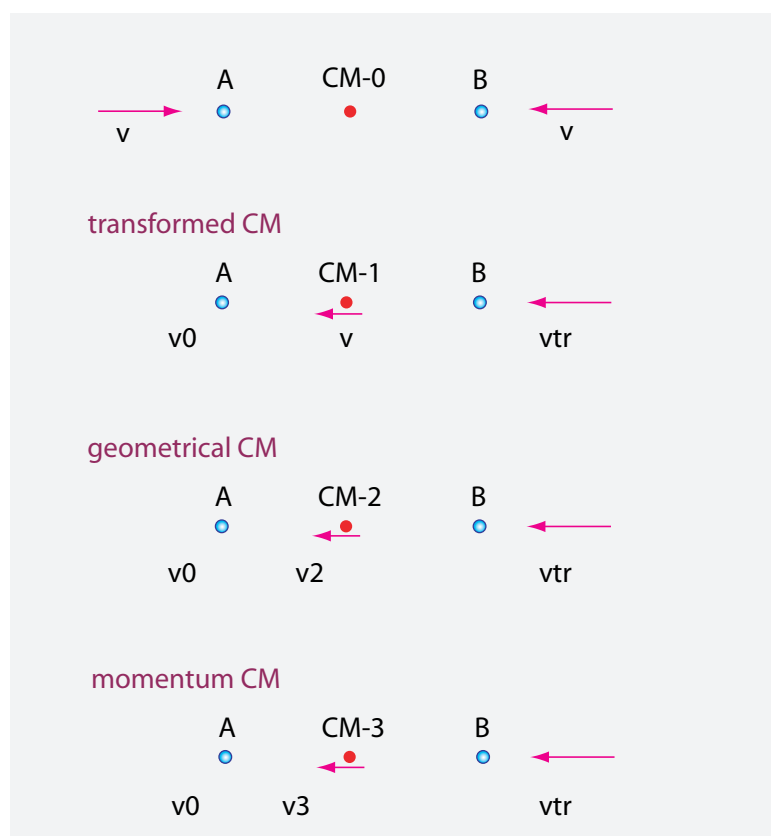 A CM-0 B
v v
transformed CM
A CM-1 B
v0 v vtr
geometrical CM
A CM-2 B
v0 v2 vtr
momentum CM
A CM-3 B
v0 v3 vtr